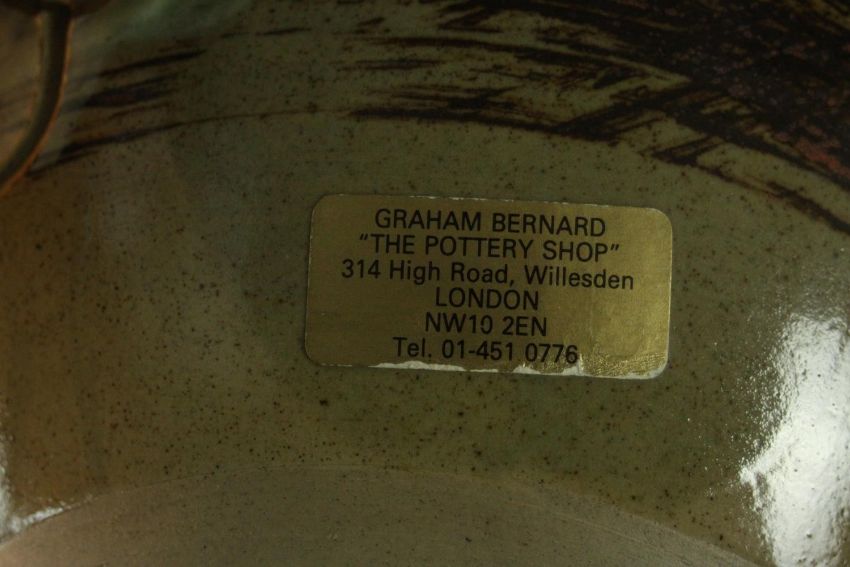 GRAHAM BERNARD
"THE POTTERY SHOP"
314 High Road, Willesden
LONDON
NW10 2EN
Tel. 01-451 0776